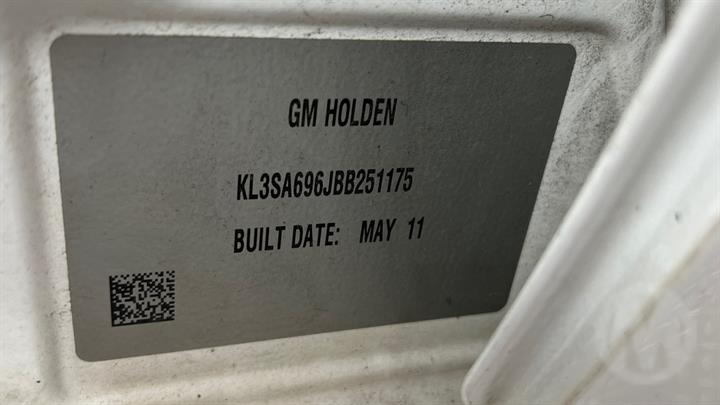 GM HOLDEN
KL3SA696JBB251175
BUILT DATE: MAY 11